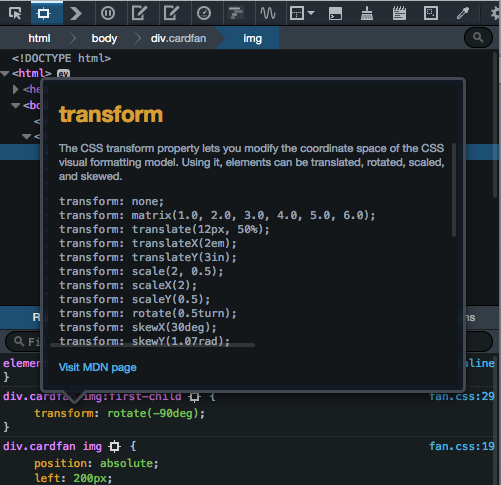 html body div.cardfan img
<!DOCTYPE html>
<html> ev
<hea
<bo
transform
The CSS transform property lets you modify the coordinate space of the CSS
visual formatting model. Using it, elements can be translated, rotated, scaled,
and skewed.
transform: none;
transform: matrix(1.0, 2.0, 3.0, 4.0, 5.0, 6.0);
transform: translate(12px, 50%);
transform: translateX(2em);
transform: translateY(3in);
transform: scale(2, 0.5);
transform: scaleX(2);
transform: scaleY(0.5);
transform: rotate(0.5turn);
transform: skewX(30deg);
transform: skewY(1.07rad);
Visit MDN page
Fi
element
inline
}
div.cardfan img:first-child { fan.css:29
transform: rotate(-90deg);
}
div.cardfan img { fan.css:19
position: absolute;
left: 200px;